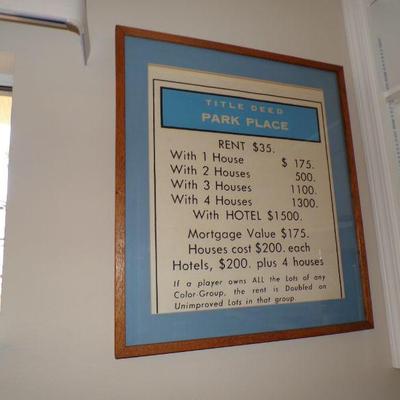 TITLE DEED
PARK PLACE
RENT $35.
With 1 House $ 175.
With 2 Houses 500.
With 3 Houses 1100.
With 4 Houses 1300.
With HOTEL $1500.
Mortgage Value $175.
Houses cost $200. each
Hotels, $200. plus 4 houses
If a player owns ALL the Lots of any
Color-Group, the rent is Doubled on
Unimproved Lots in that group.